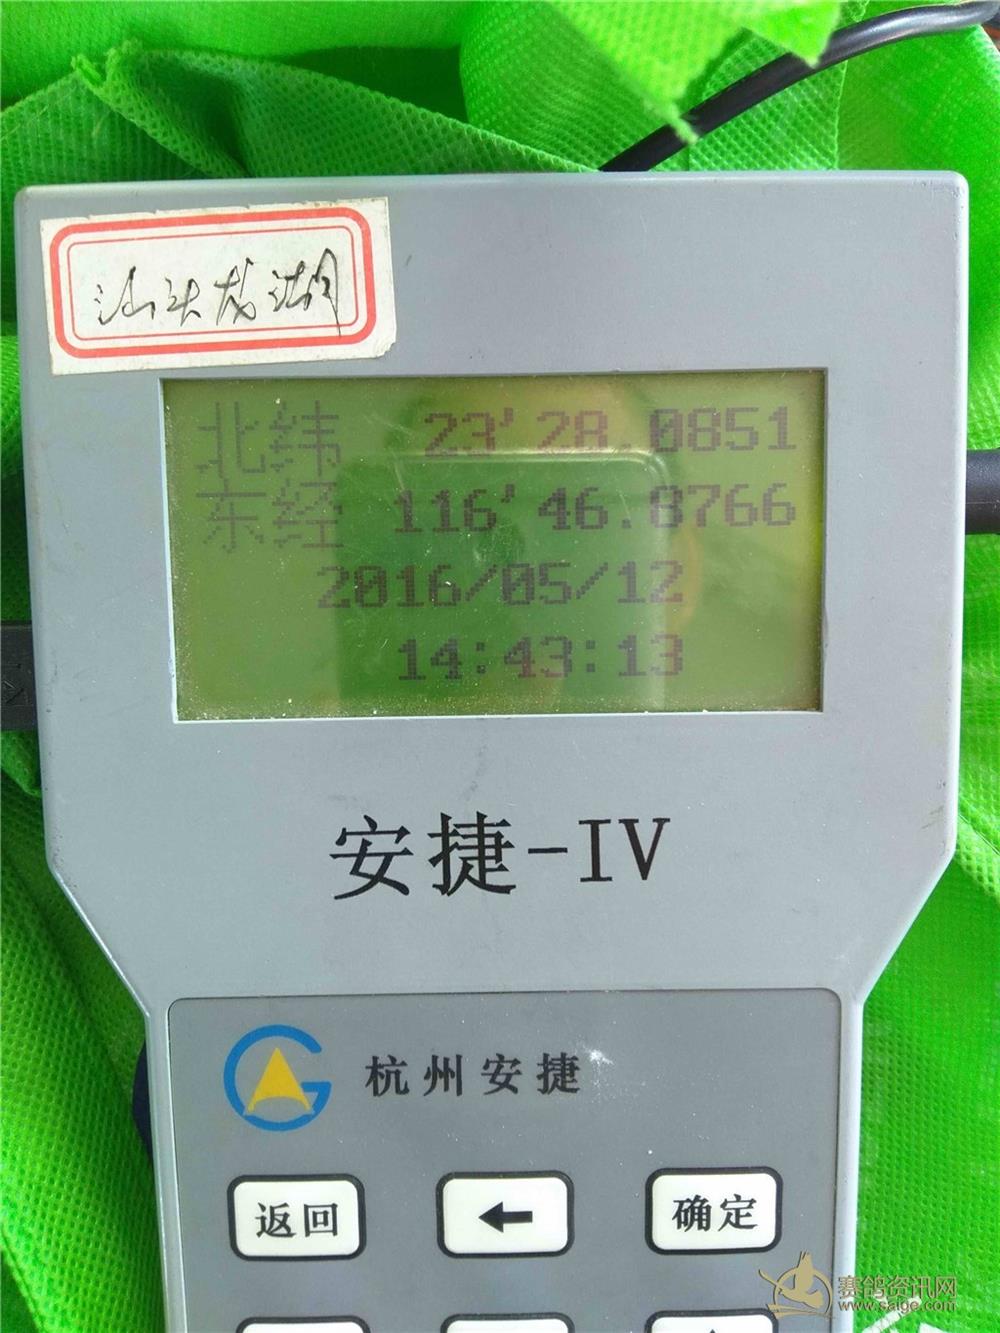 汕头龙湖
北纬 23'28.0851
东经 116'46.8766
2016/05/12
14:43:13
安捷-IV
杭州安捷
返回 ← 确定
赛鸽资讯网
www.saige.com